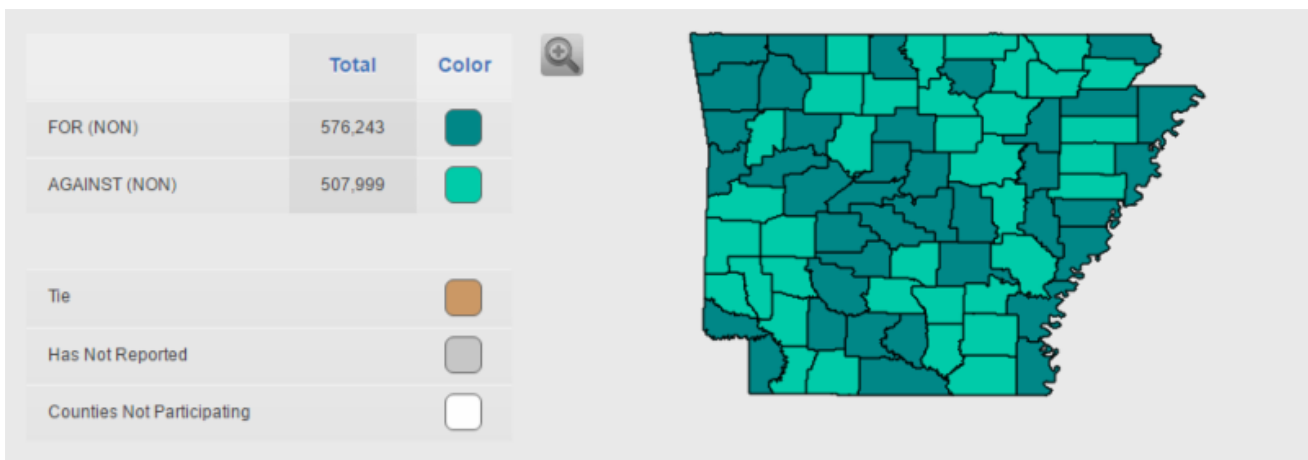 Total Color
FOR (NON) 576,243
AGAINST (NON) 507,999
Tie
Has Not Reported
Counties Not Participating